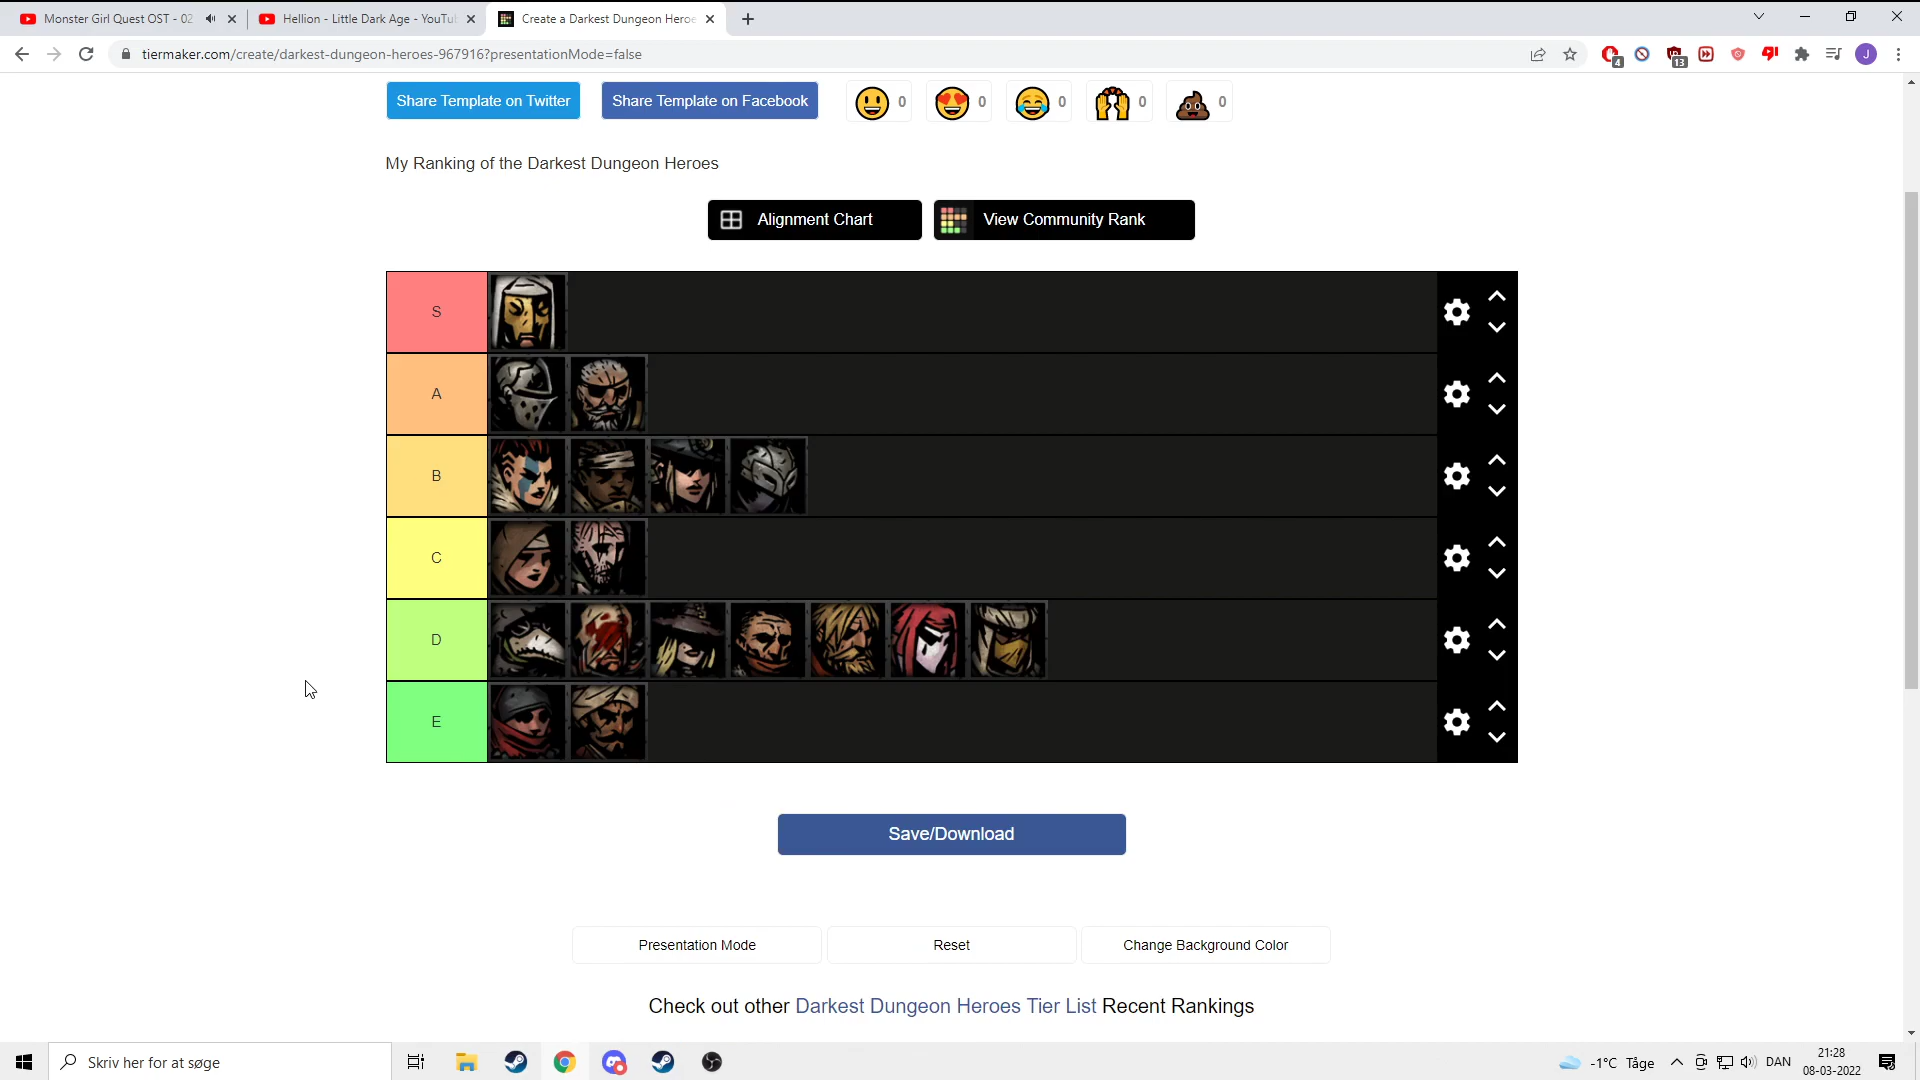 Monster Girl Quest OST - 02
Hellion - Little Dark Age - YouTu
Create a Darkest Dungeon Heroe
tiermaker.com/create/darkest-dungeon-heroes-967916?presentationMode=false
4
13
J
Share Template on Twitter
Share Template on Facebook
0
0
0
0
0
My Ranking of the Darkest Dungeon Heroes
Alignment Chart
View Community Rank
S
A
B
C
D
E
Save/Download
Presentation Mode
Reset
Change Background Color
Check out other Darkest Dungeon Heroes Tier List Recent Rankings
Skriv her for at søge
-1°C Tåge
DAN
21:28
08-03-2022